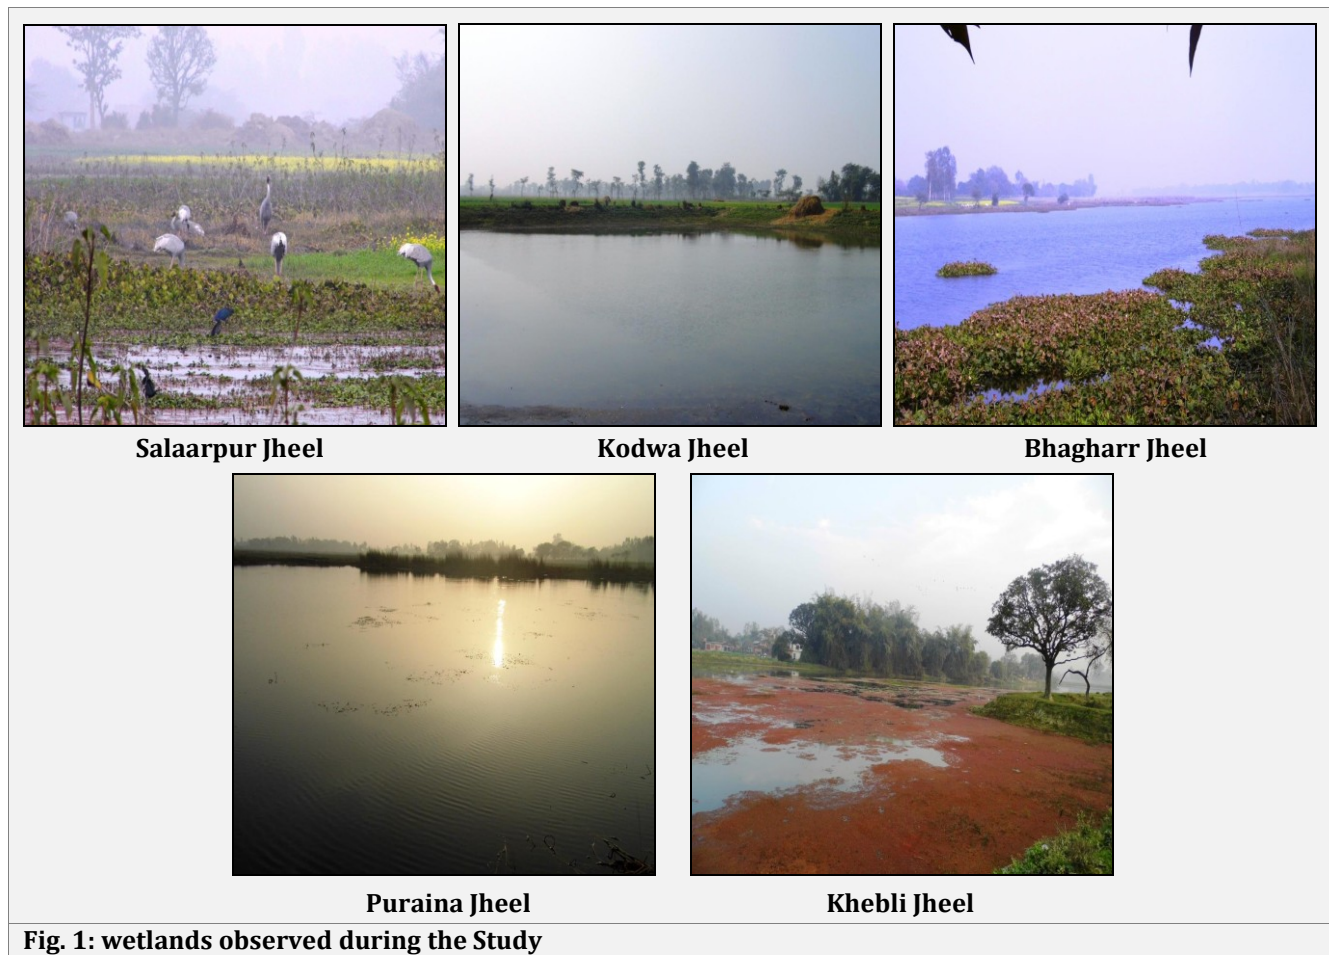 Salaarpur Jheel
Kodwa Jheel
Bhagharr Jheel
Puraina Jheel
Khebli Jheel
Fig. 1: wetlands observed during the Study